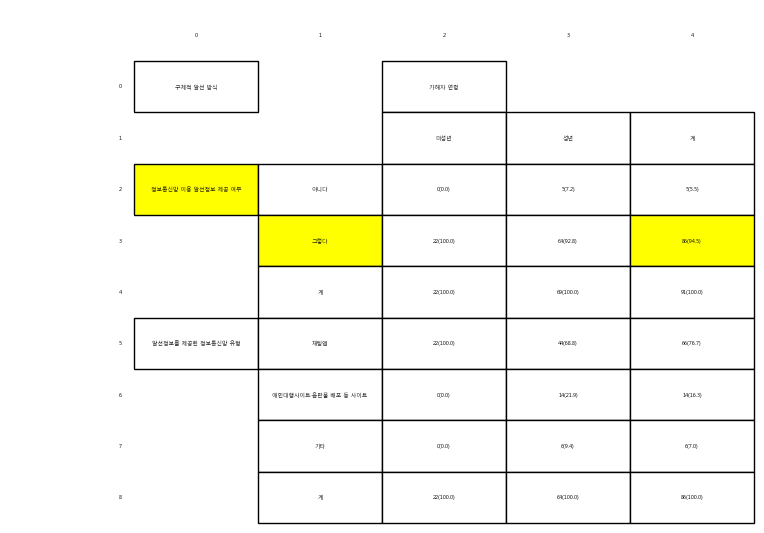 0 1 2 3 4
0 구체적 알선 방식 가해자 연령
1 미성년 성년 계
2 정보통신망 이용 알선정보 제공 여부 아니다 0(0.0) 5(7.2) 5(5.5)
3 그렇다 22(100.0) 64(92.8) 86(94.5)
4 계 22(100.0) 69(100.0) 91(100.0)
5 알선정보를 제공한 정보통신망 유형 채팅앱 22(100.0) 44(68.8) 66(76.7)
6 애인대행사이트·음란물 배포 등 사이트 0(0.0) 14(21.9) 14(16.3)
7 기타 0(0.0) 6(9.4) 6(7.0)
8 계 22(100.0) 64(100.0) 86(100.0)